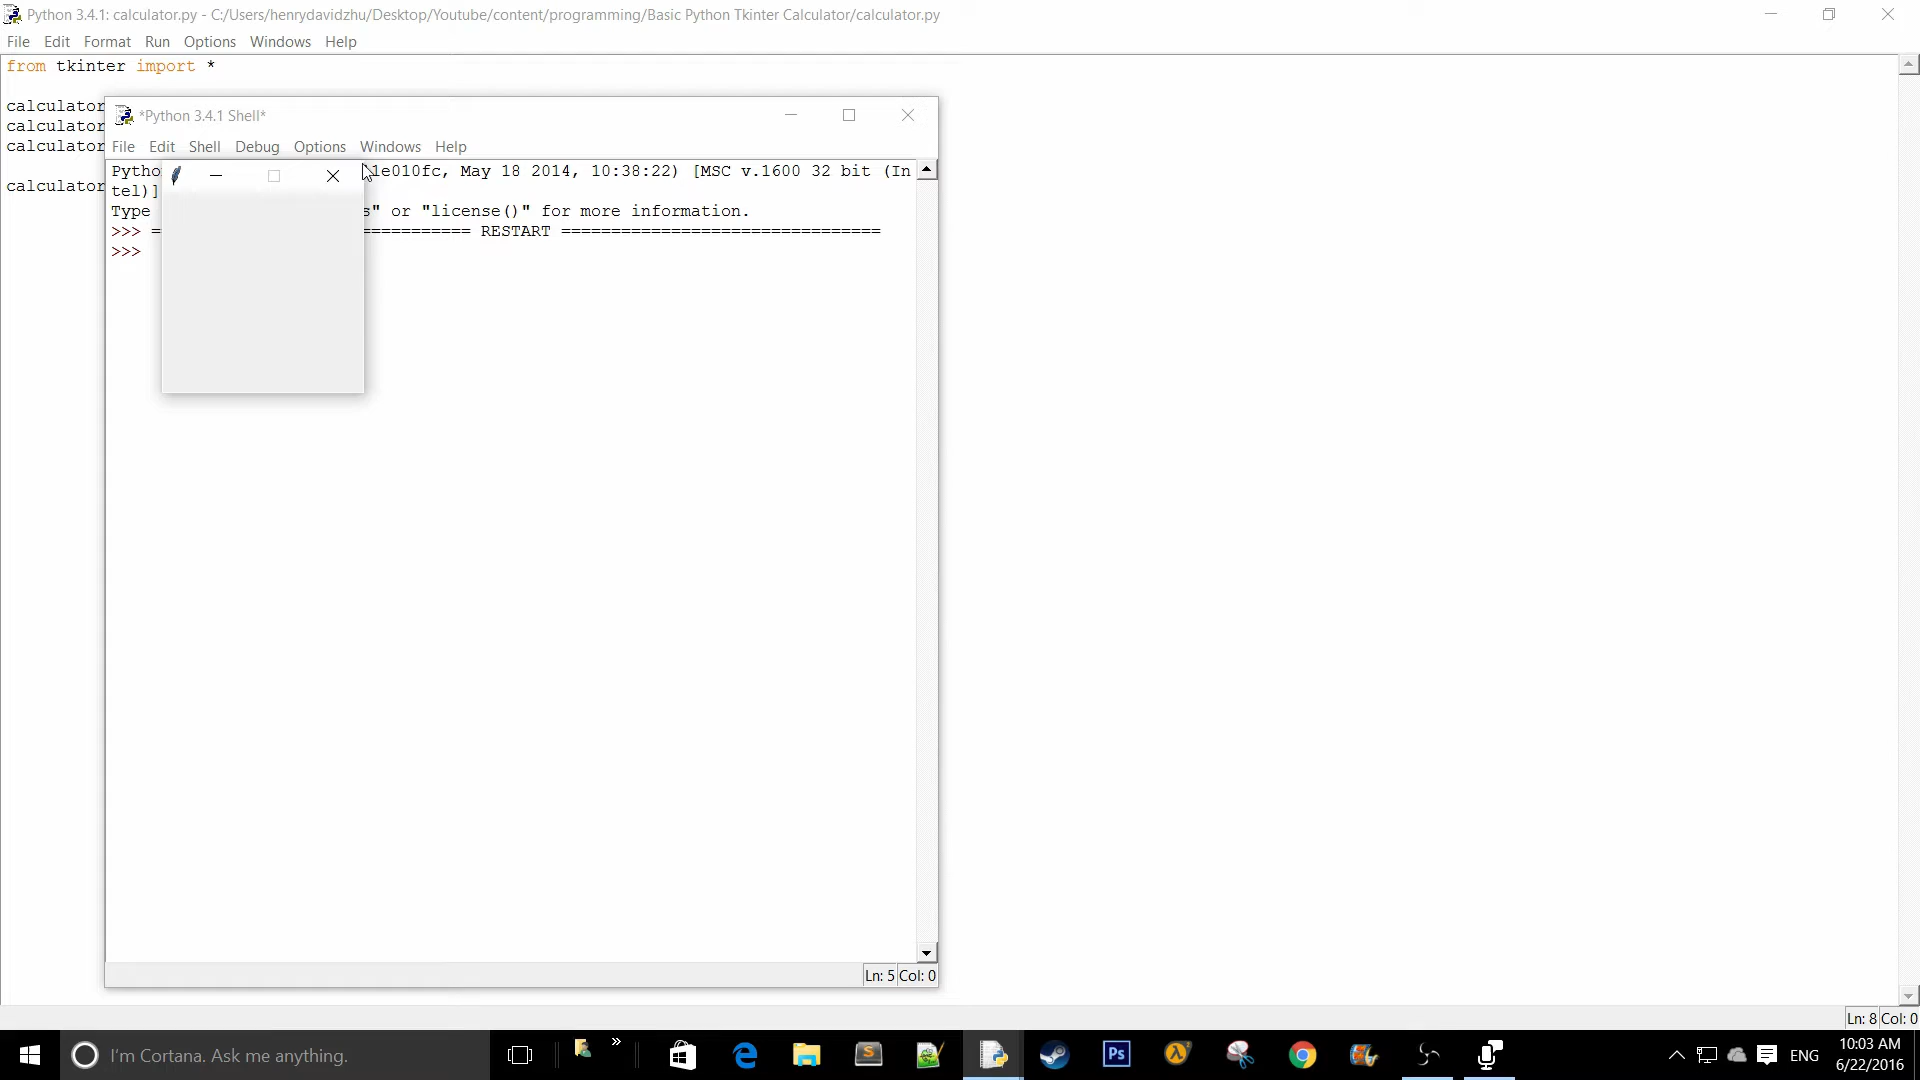 Python 3.4.1: calculator.py - C:/Users/henrydavidzhu/Desktop/Youtube/content/programming/Basic Python Tkinter Calculator/calculator.py
File Edit Format Run Options Windows Help
from tkinter import *
calculator
calculator
calculator
calculator
*Python 3.4.1 Shell*
File Edit Shell Debug Options Windows Help
Pytho 1e010fc, May 18 2014, 10:38:22) [MSC v.1600 32 bit (In
tel)]
Type s" or "license()" for more information.
>>> = =========== RESTART ================================
>>>
Ln: 5 Col: 0
Ln: 8 Col: 0
I'm Cortana. Ask me anything.
»
S
Ps
ENG
10:03 AM
6/22/2016